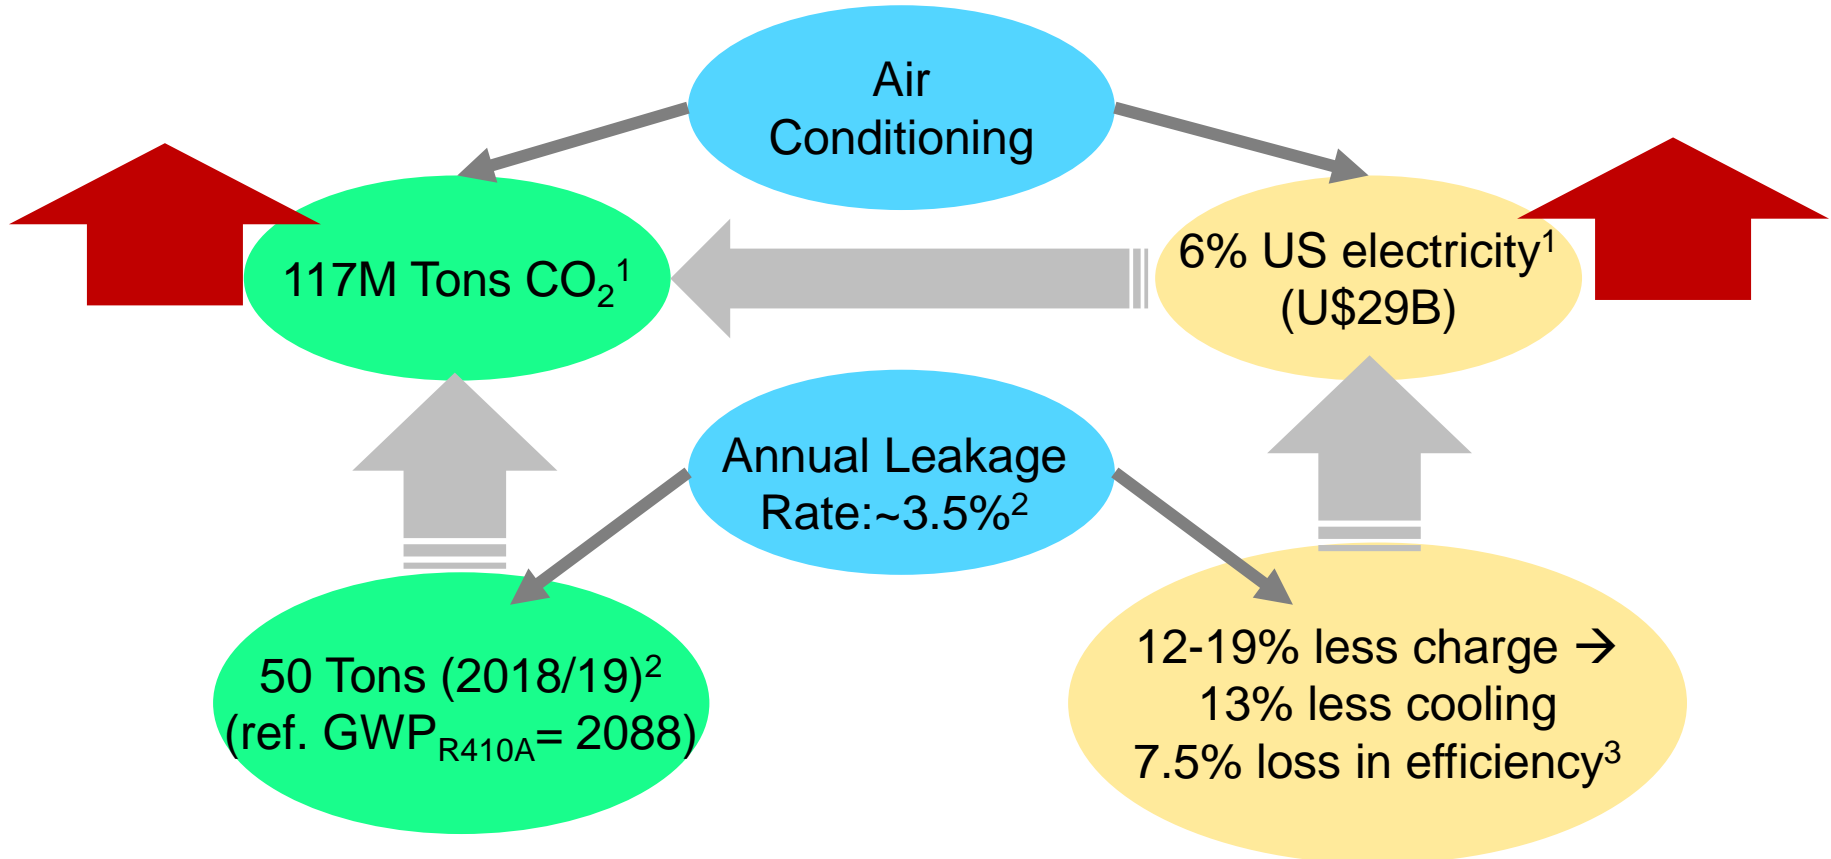 Air
Conditioning
117M Tons CO₂¹
6% US electricity¹
(U$29B)
Annual Leakage
Rate:~3.5%²
50 Tons (2018/19)²
(ref. GWP_R410A= 2088)
12-19% less charge →
13% less cooling
7.5% loss in efficiency³